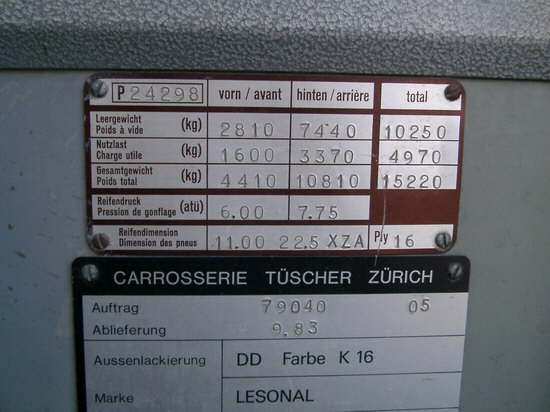 P 24298 vorn / avant hinten / arrière total
Leergewicht
Poids à vide (kg) 2810 7440 10250
Nutzlast
Charge utile (kg) 1600 3370 4970
Gesamtgewicht
Poids total (kg) 4410 10810 15220
Reifendruck
Pression de gonflage (atü) 6.00 7.75
Reifendimension
Dimension des pneus 11.00 22.5 XZA Ply 16
CARROSSERIE TÜSCHER ZÜRICH
Auftrag 79040 05
Ablieferung 9.83
Aussenlackierung DD Farbe K 16
Marke LESONAL